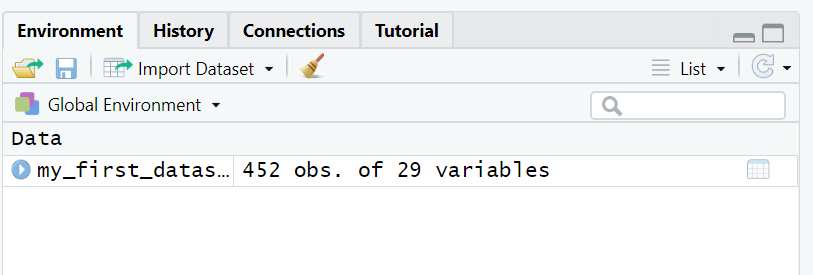 Environment History Connections Tutorial
Import Dataset List
Global Environment
Data
my_first_datas… 452 obs. of 29 variables